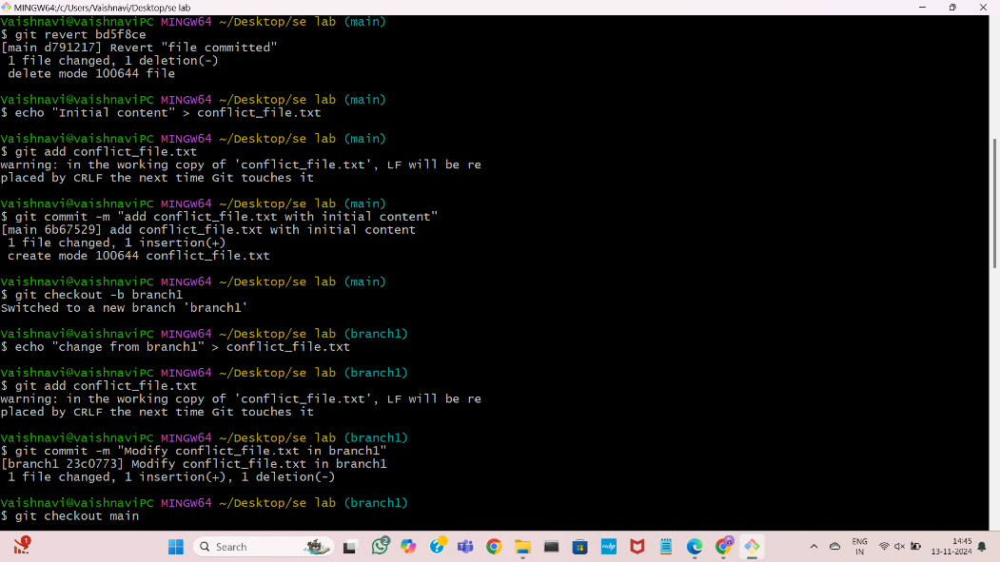 MINGW64:/c/Users/Vaishnavi/Desktop/se lab
Vaishnavi@vaishnaviPC MINGW64 ~/Desktop/se lab (main)
$ git revert bd5f8ce
[main d791217] Revert "file committed"
 1 file changed, 1 deletion(-)
 delete mode 100644 file
Vaishnavi@vaishnaviPC MINGW64 ~/Desktop/se lab (main)
$ echo "Initial content" > conflict_file.txt
Vaishnavi@vaishnaviPC MINGW64 ~/Desktop/se lab (main)
$ git add conflict_file.txt
warning: in the working copy of 'conflict_file.txt', LF will be re
placed by CRLF the next time Git touches it
Vaishnavi@vaishnaviPC MINGW64 ~/Desktop/se lab (main)
$ git commit -m "add conflict_file.txt with initial content"
[main 6b67529] add conflict_file.txt with initial content
 1 file changed, 1 insertion(+)
 create mode 100644 conflict_file.txt
Vaishnavi@vaishnaviPC MINGW64 ~/Desktop/se lab (main)
$ git checkout -b branch1
Switched to a new branch 'branch1'
Vaishnavi@vaishnaviPC MINGW64 ~/Desktop/se lab (branch1)
$ echo "change from branch1" > conflict_file.txt
Vaishnavi@vaishnaviPC MINGW64 ~/Desktop/se lab (branch1)
$ git add conflict_file.txt
warning: in the working copy of 'conflict_file.txt', LF will be re
placed by CRLF the next time Git touches it
Vaishnavi@vaishnaviPC MINGW64 ~/Desktop/se lab (branch1)
$ git commit -m "Modify conflict_file.txt in branch1"
[branch1 23c0773] Modify conflict_file.txt in branch1
 1 file changed, 1 insertion(+), 1 deletion(-)
Vaishnavi@vaishnaviPC MINGW64 ~/Desktop/se lab (branch1)
$ git checkout main
1
Search
2
ENG
IN
14:45
13-11-2024